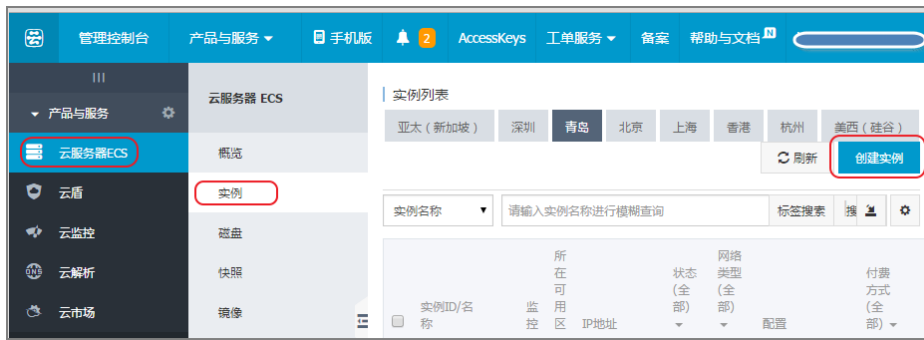 管理控制台 产品与服务 手机版 2 AccessKeys 工单服务 备案 帮助与文档 N
产品与服务
云服务器ECS
云盾
云监控
DNS 云解析
云市场
云服务器 ECS
概览
实例
磁盘
快照
镜像
实例列表
亚太（新加坡） 深圳 青岛 北京 上海 香港 杭州 美西（硅谷）
刷新 创建实例
实例名称 请输入实例名称进行模糊查询 标签搜索 搜
实例ID/名
称
监
控
所
在
可
用
区
IP地址
状态
(全
部)
网络
类型
(全
部)
配置
付费
方式
(全
部)